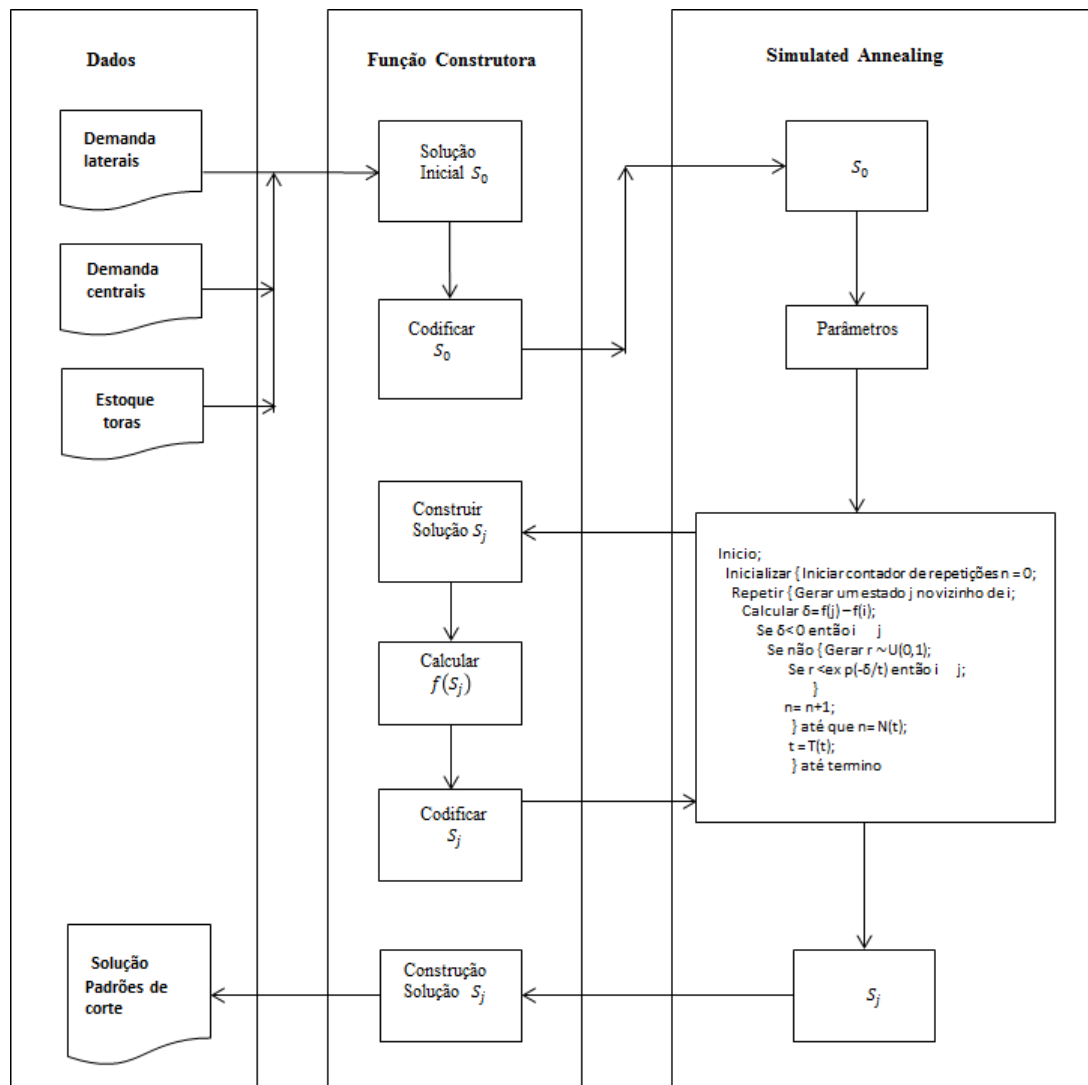 Dados
Demanda
laterais
Demanda
centrais
Estoque
toras
Solução
Padrões de
corte
Função Construtora
Solução
Inicial S₀
Codificar
S₀
Construir
Solução Sⱼ
Calcular
f(Sⱼ)
Codificar
Sⱼ
Construção
Solução Sⱼ
Simulated Annealing
S₀
Parâmetros
Inicio;
Inicializar { Iniciar contador de repetições n = 0;
Repetir { Gerar um estado j no vizinho de i;
Calcular δ= f(j) – f(i);
Se δ< 0 então i j
Se não { Gerar r ~ U(0,1);
Se r <ex p(-δ/t) então i j;
}
n= n+1;
} até que n= N(t);
t = T(t);
} até termino
Sⱼ